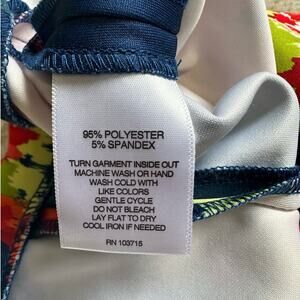 95% POLYESTER
5% SPANDEX
TURN GARMENT INSIDE OUT
MACHINE WASH OR HAND
WASH COLD WITH
LIKE COLORS
GENTLE CYCLE
DO NOT BLEACH
LAY FLAT TO DRY
COOL IRON IF NEEDED
RN 103715